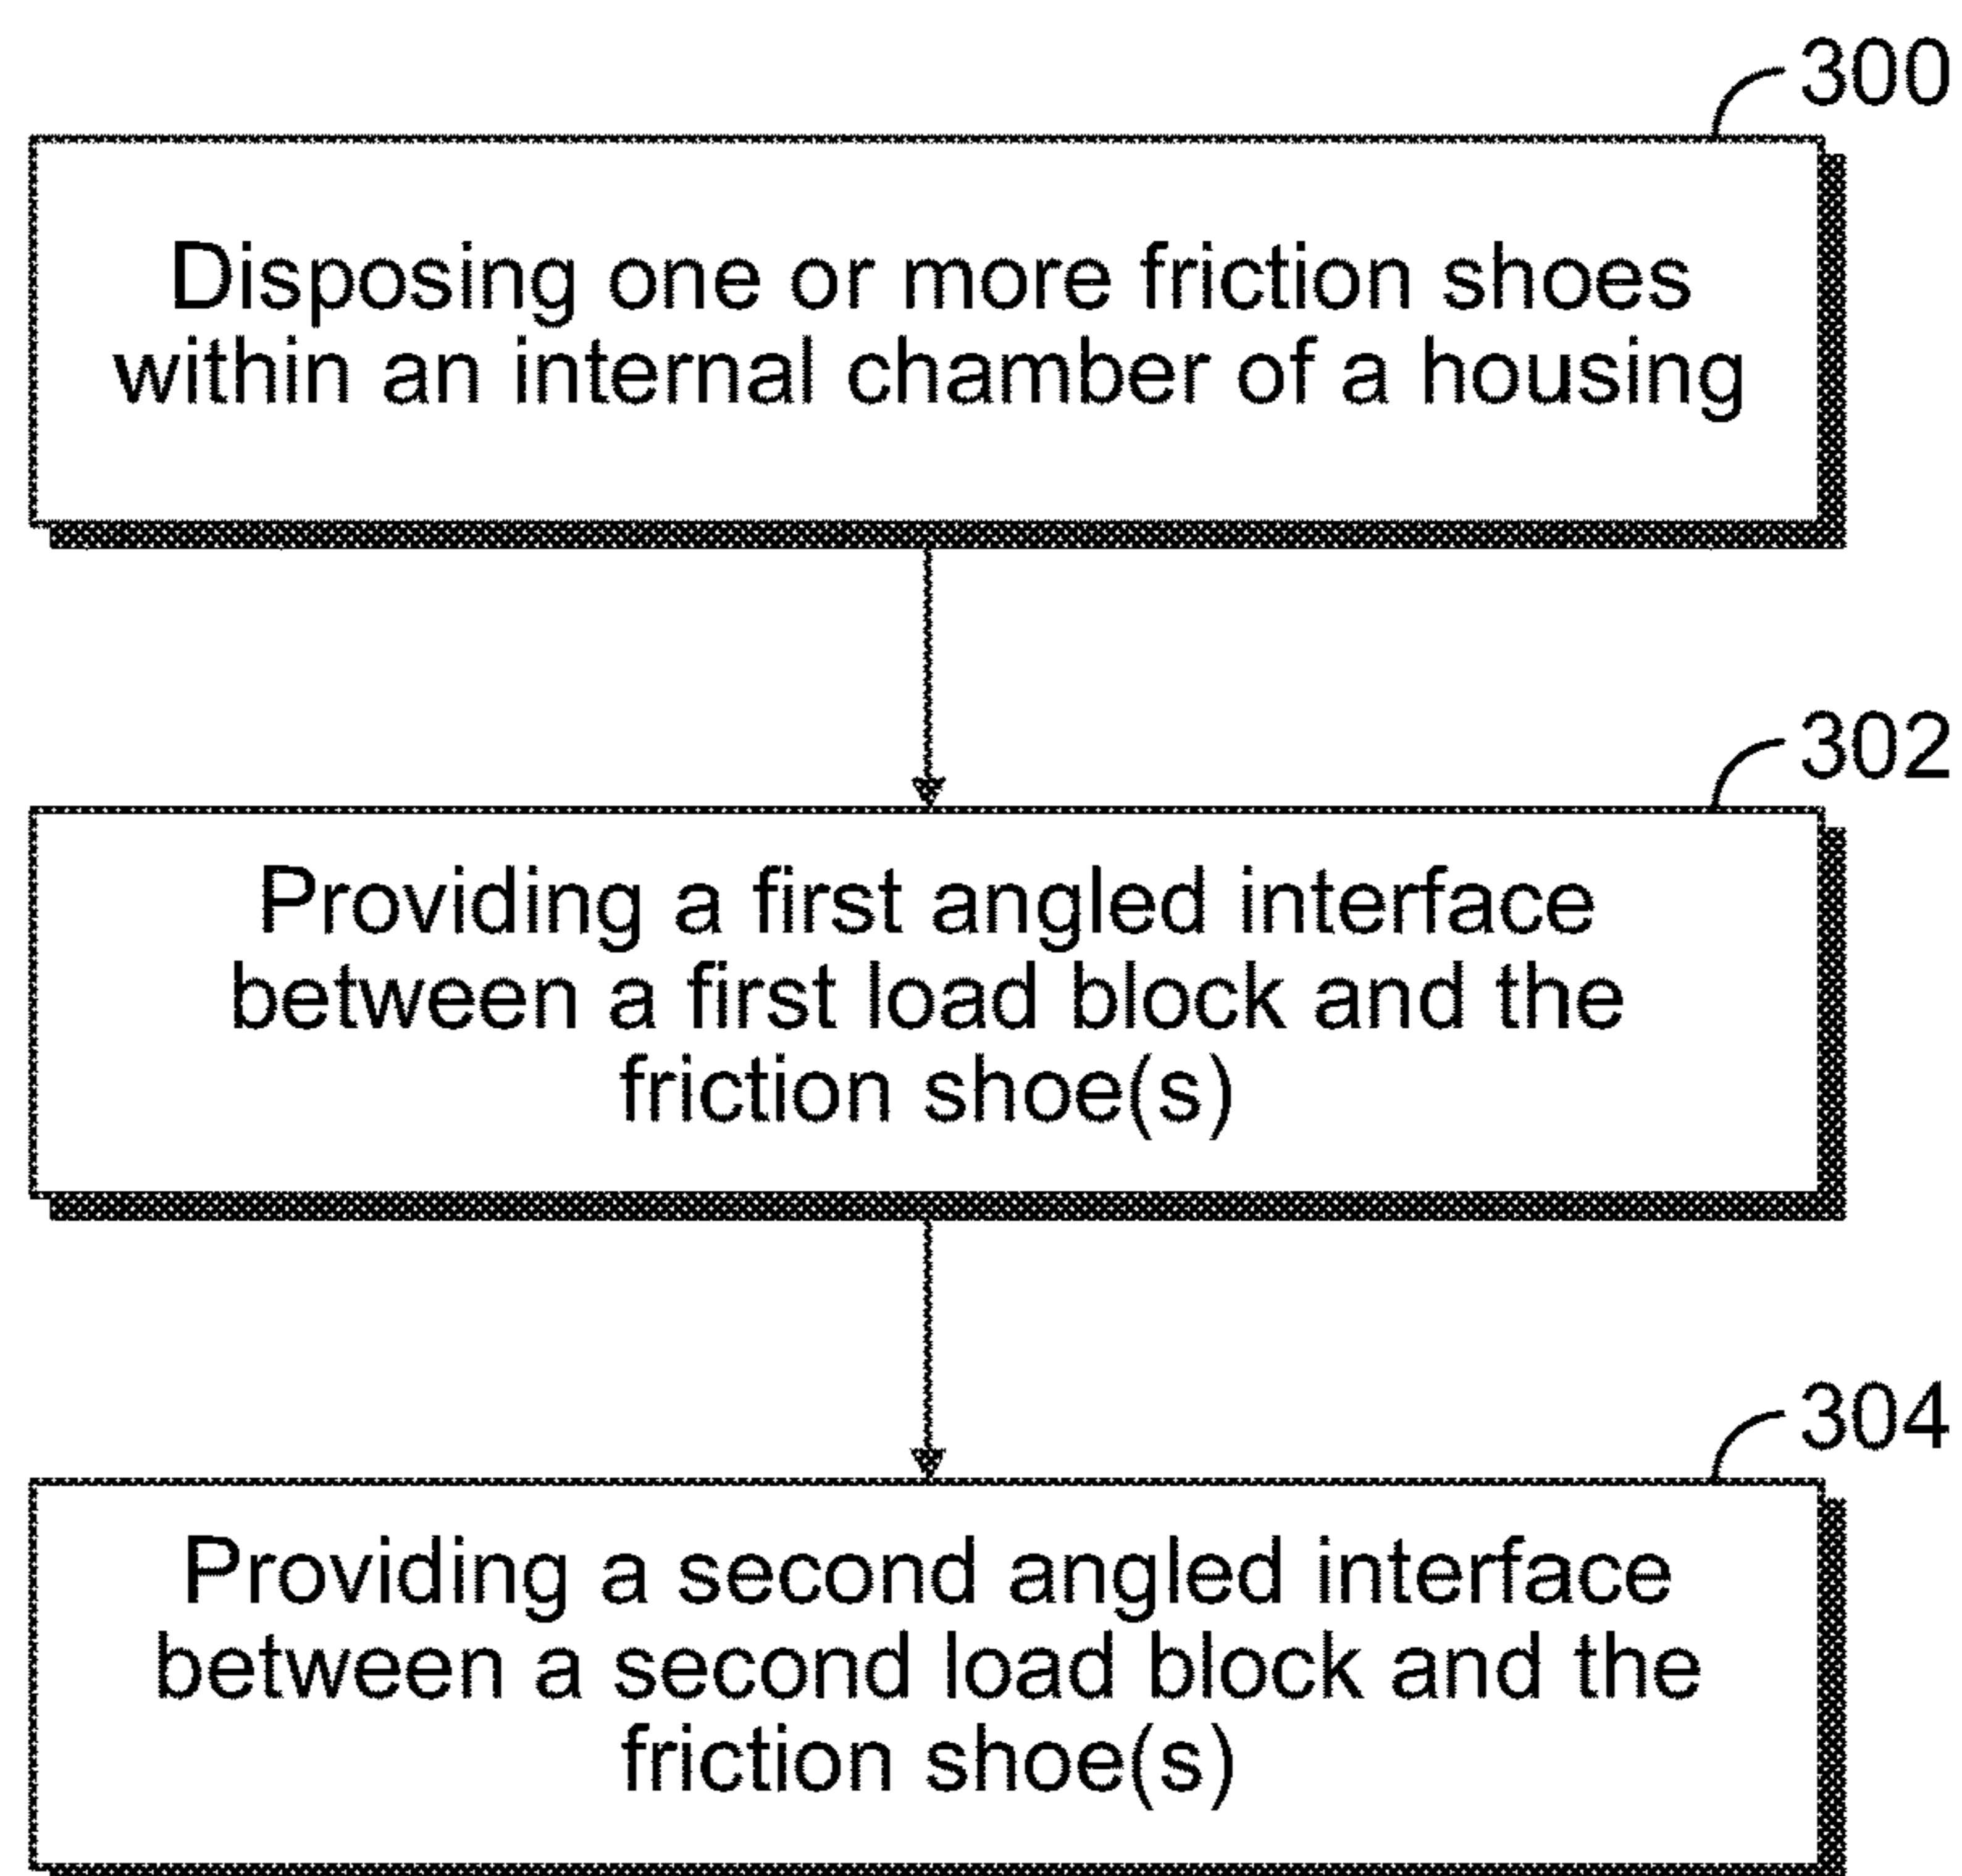 300
Disposing one or more friction shoes
within an internal chamber of a housing
302
Providing a first angled interface
between a first load block and the
friction shoe(s)
304
Providing a second angled interface
between a second load block and the
friction shoe(s)